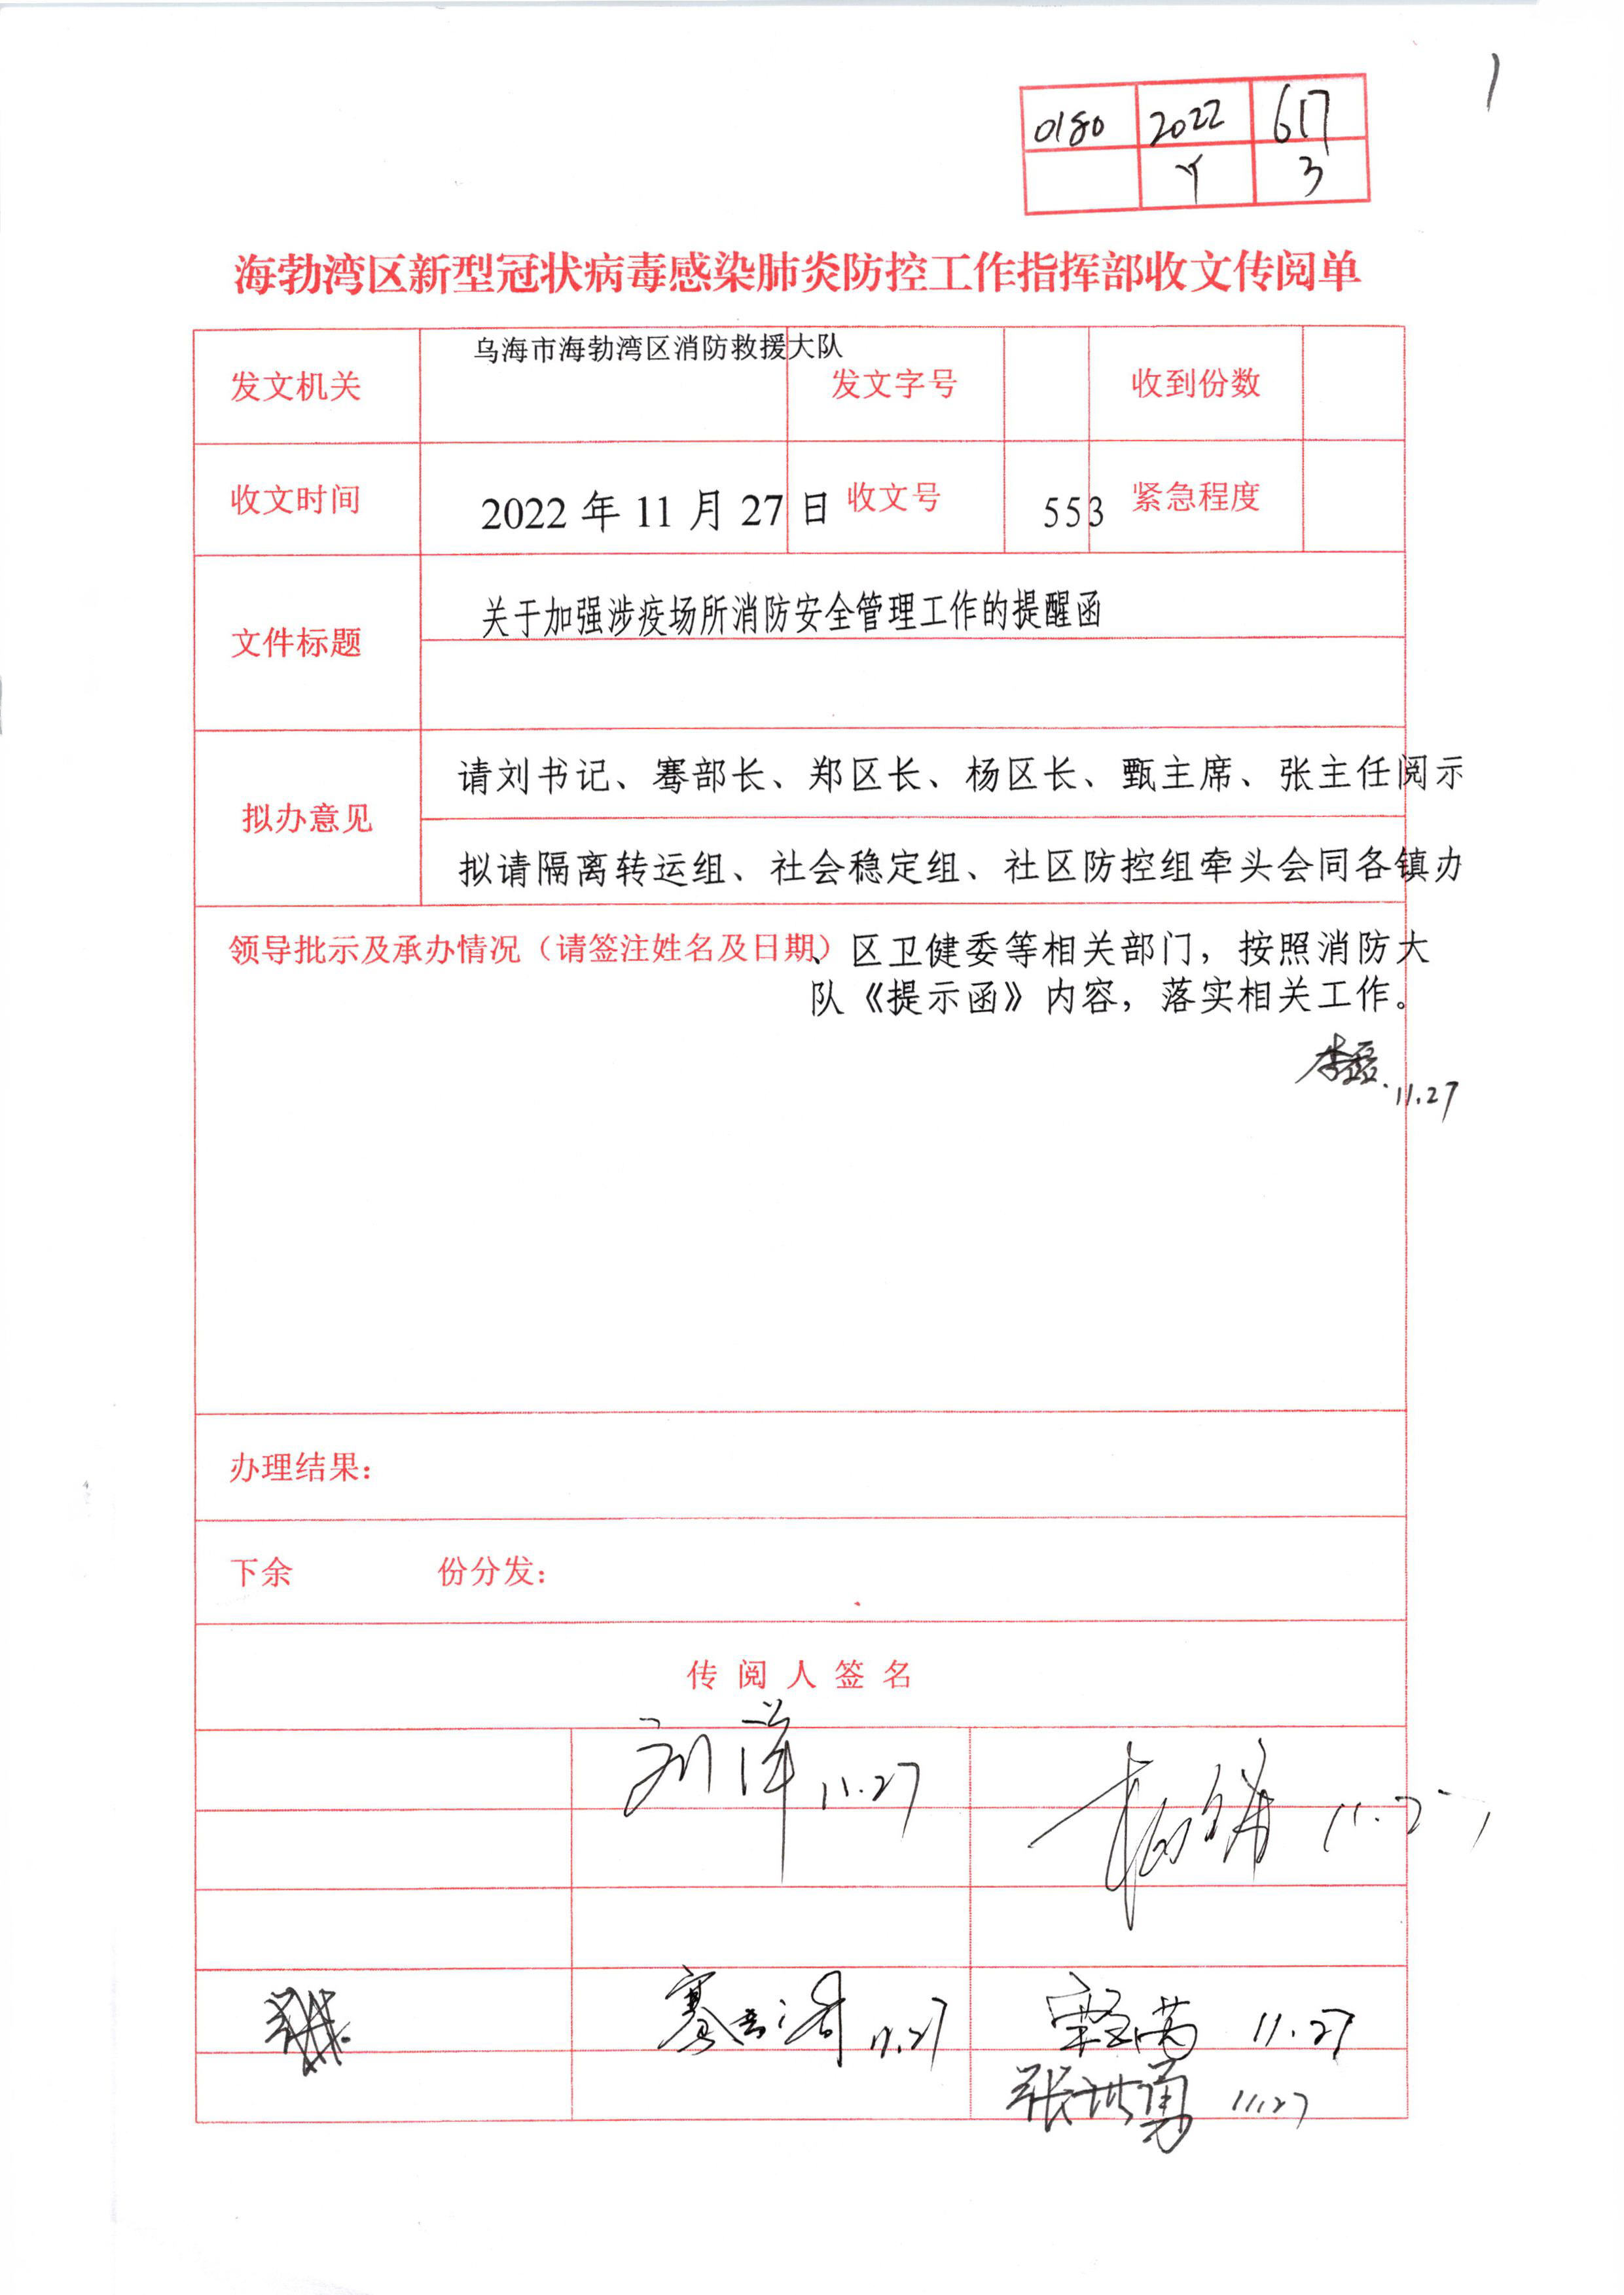 1
0180 2022 617
Y 3
海勃湾区新型冠状病毒感染肺炎防控工作指挥部收文传阅单
发文机关 乌海市海勃湾区消防救援大队 发文字号 收到份数
收文时间 2022 年 11 月 27 日 收文号 553 紧急程度
文件标题 关于加强涉疫场所消防安全管理工作的提醒函
拟办意见 请刘书记、骞部长、郑区长、杨区长、甄主席、张主任阅示
拟请隔离转运组、社会稳定组、社区防控组牵头会同各镇办
领导批示及承办情况（请签注姓名及日期）、区卫健委等相关部门，按照消防大
队《提示函》内容，落实相关工作。
李磊.11.27
办理结果：
下余 份分发：
传 阅 人 签 名
刘洋 11.27
11.27
11.27
11.27
张洪勇 11.27